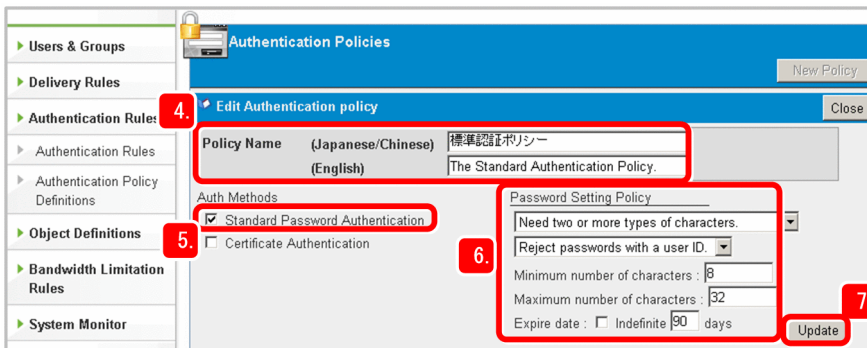 Users & Groups
Delivery Rules
Authentication Rules
Authentication Rules
Authentication Policy
Definitions
Object Definitions
Bandwidth Limitation
Rules
System Monitor
Authentication Policies
New Policy
4.
Edit Authentication policy
Close
Policy Name (Japanese/Chinese) 標準認証ポリシー
(English) The Standard Authentication Policy.
Auth Methods
5.
Standard Password Authentication
Certificate Authentication
6.
Password Setting Policy
Need two or more types of characters.
Reject passwords with a user ID.
Minimum number of characters : 8
Maximum number of characters : 32
Expire date : Indefinite 90 days
7
Update